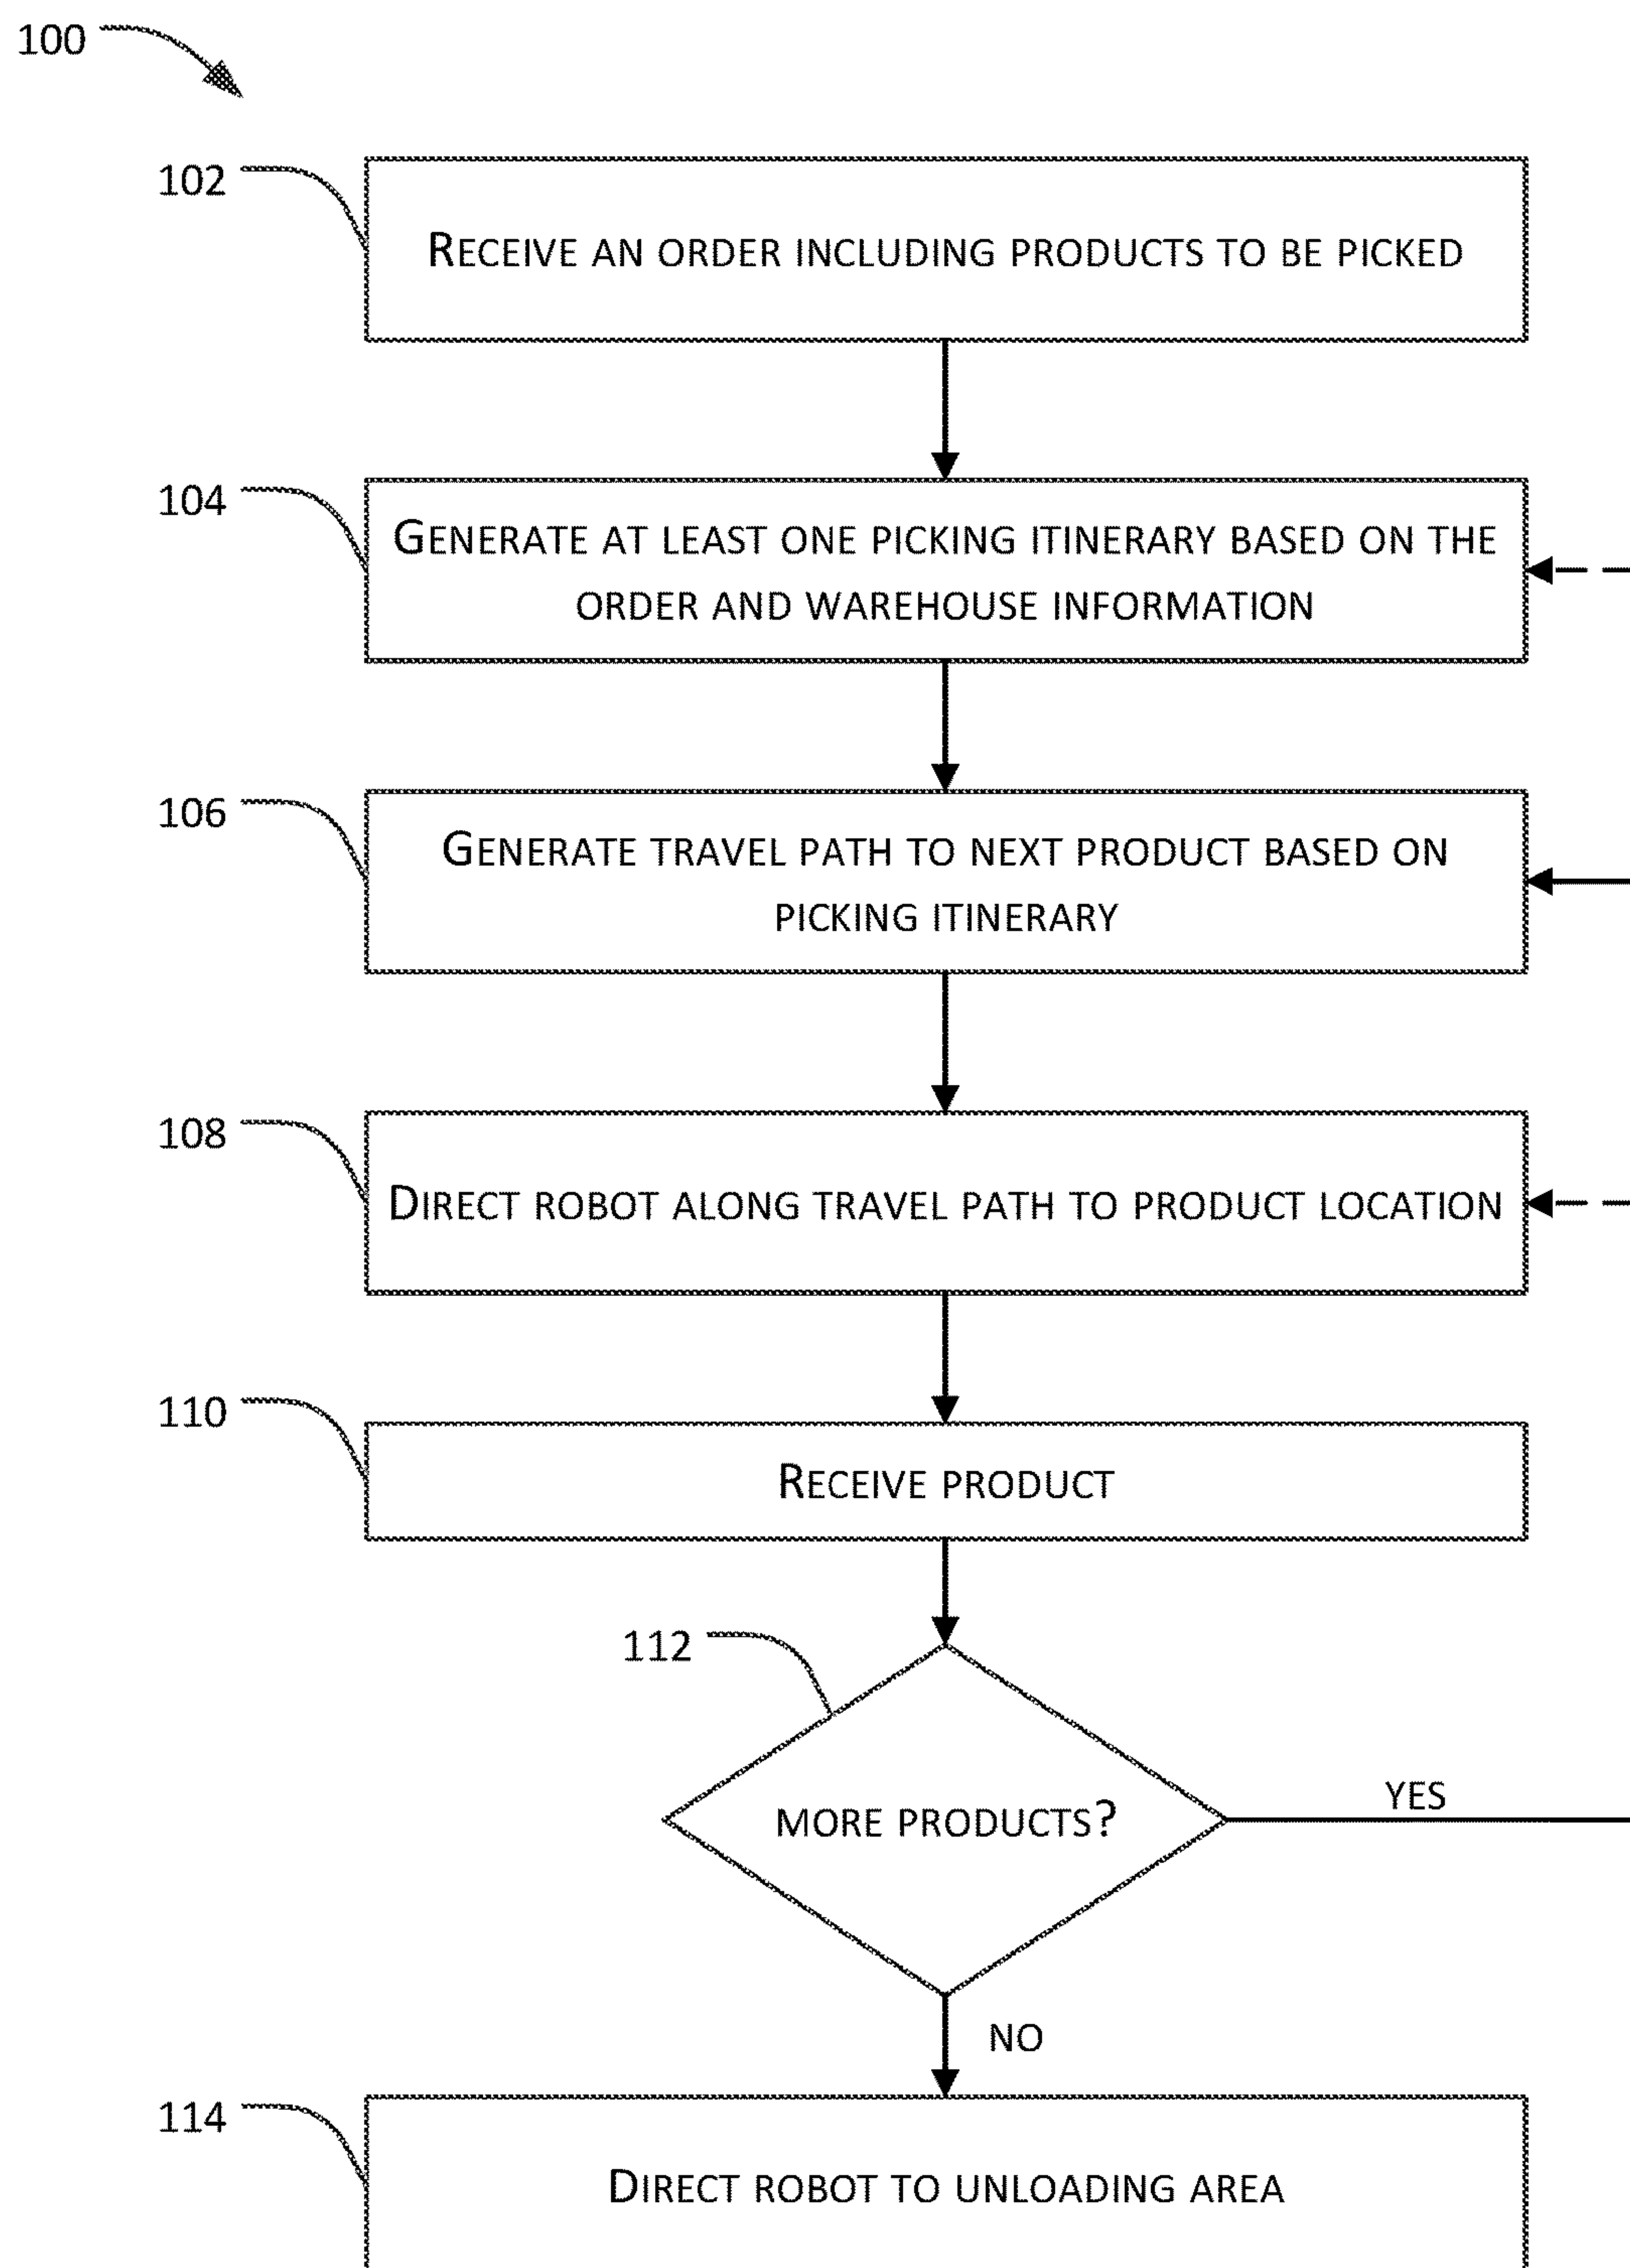 100
102
RECEIVE AN ORDER INCLUDING PRODUCTS TO BE PICKED
104
GENERATE AT LEAST ONE PICKING ITINERARY BASED ON THE
ORDER AND WAREHOUSE INFORMATION
106
GENERATE TRAVEL PATH TO NEXT PRODUCT BASED ON
PICKING ITINERARY
108
DIRECT ROBOT ALONG TRAVEL PATH TO PRODUCT LOCATION
110
RECEIVE PRODUCT
112
MORE PRODUCTS?
YES
NO
114
DIRECT ROBOT TO UNLOADING AREA